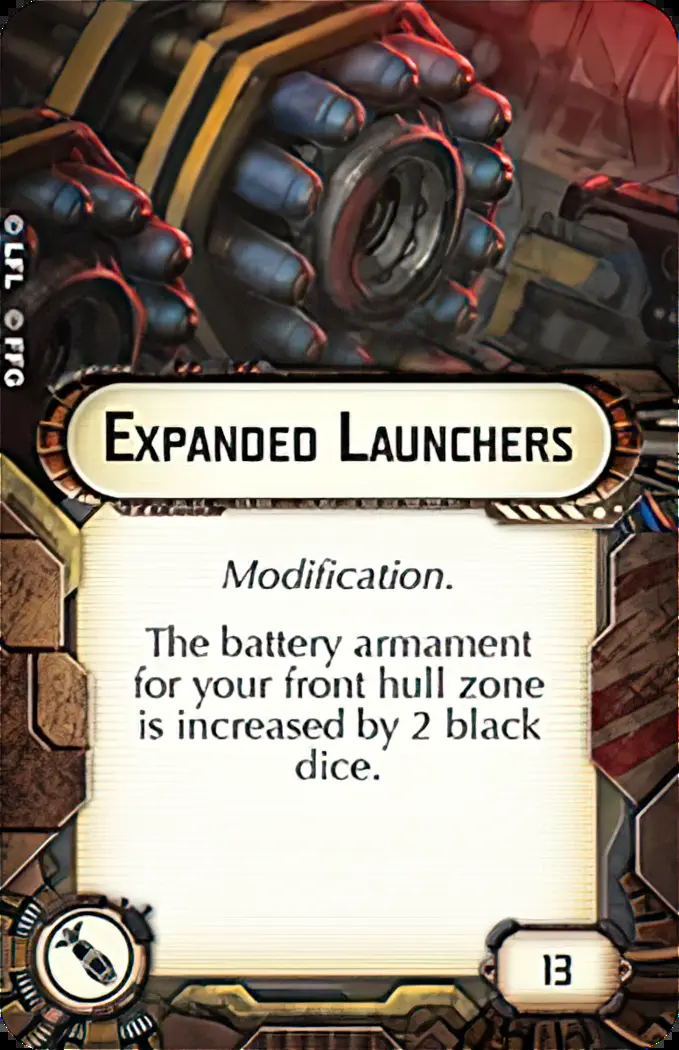 © LFL © FFG
Expanded Launchers
Modification.
The battery armament
for your front hull zone
is increased by 2 black
dice.
13